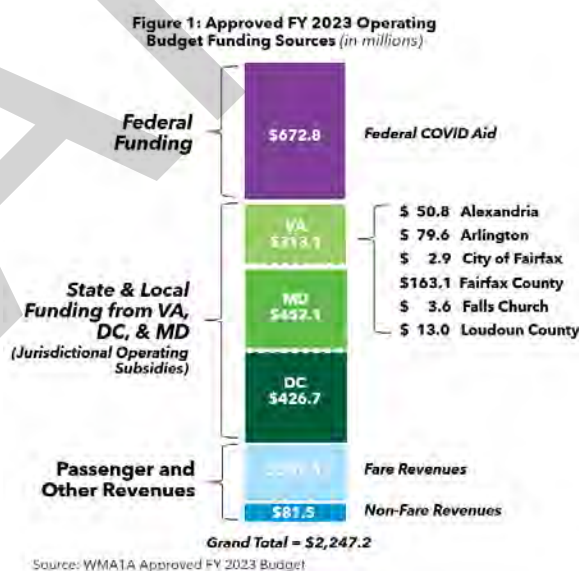 Figure 1: Approved FY 2023 Operating
Budget Funding Sources (in millions)
Federal
Funding
$672.8
Federal COVID Aid
State & Local
Funding from VA,
DC, & MD
(Jurisdictional Operating
Subsidies)
VA
$313.1
$ 50.8 Alexandria
$ 79.6 Arlington
$ 2.9 City of Fairfax
$163.1 Fairfax County
$ 3.6 Falls Church
$ 13.0 Loudoun County
MD
DC
$426.7
Passenger and
Other Revenues
Fare Revenues
$81.5
Non-Fare Revenues
Grand Total = $2,247.2
Source: WMATA Approved FY 2023 Budget